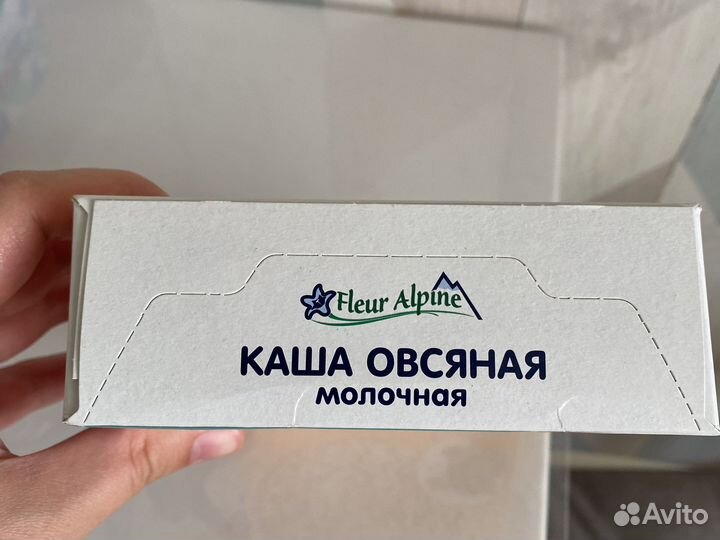 Fleur Alpine
КАША ОВСЯНАЯ
молочная
Avito